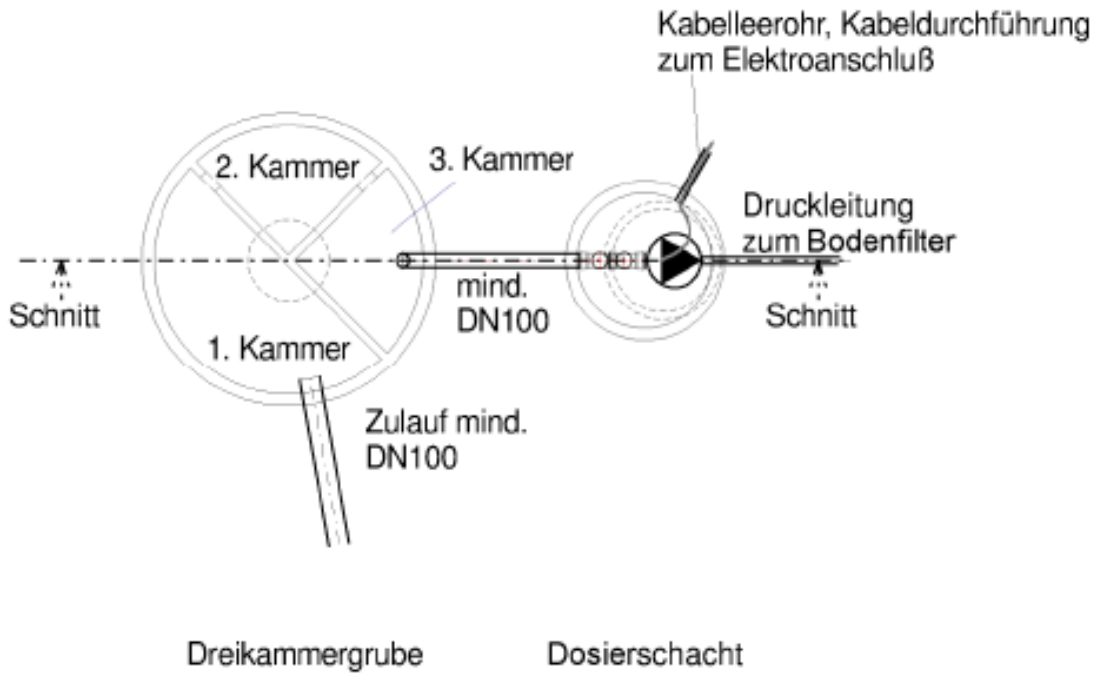 Kabelleerohr, Kabeldurchführung
zum Elektroanschluß
2. Kammer
3. Kammer
Druckleitung
zum Bodenfilter
mind.
DN100
Schnitt
Schnitt
1. Kammer
Zulauf mind.
DN100
Dreikammergrube
Dosierschacht